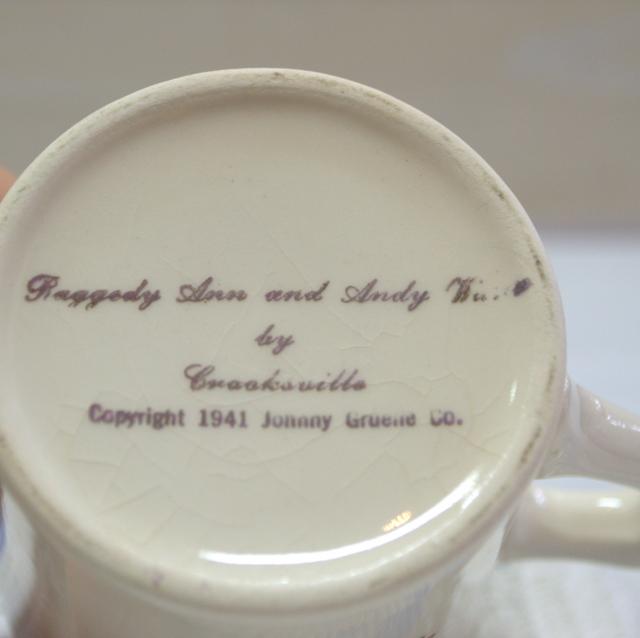 Raggedy Ann and Andy
by
Crooksville
Copyright 1941 Johnny Gruelle Co.